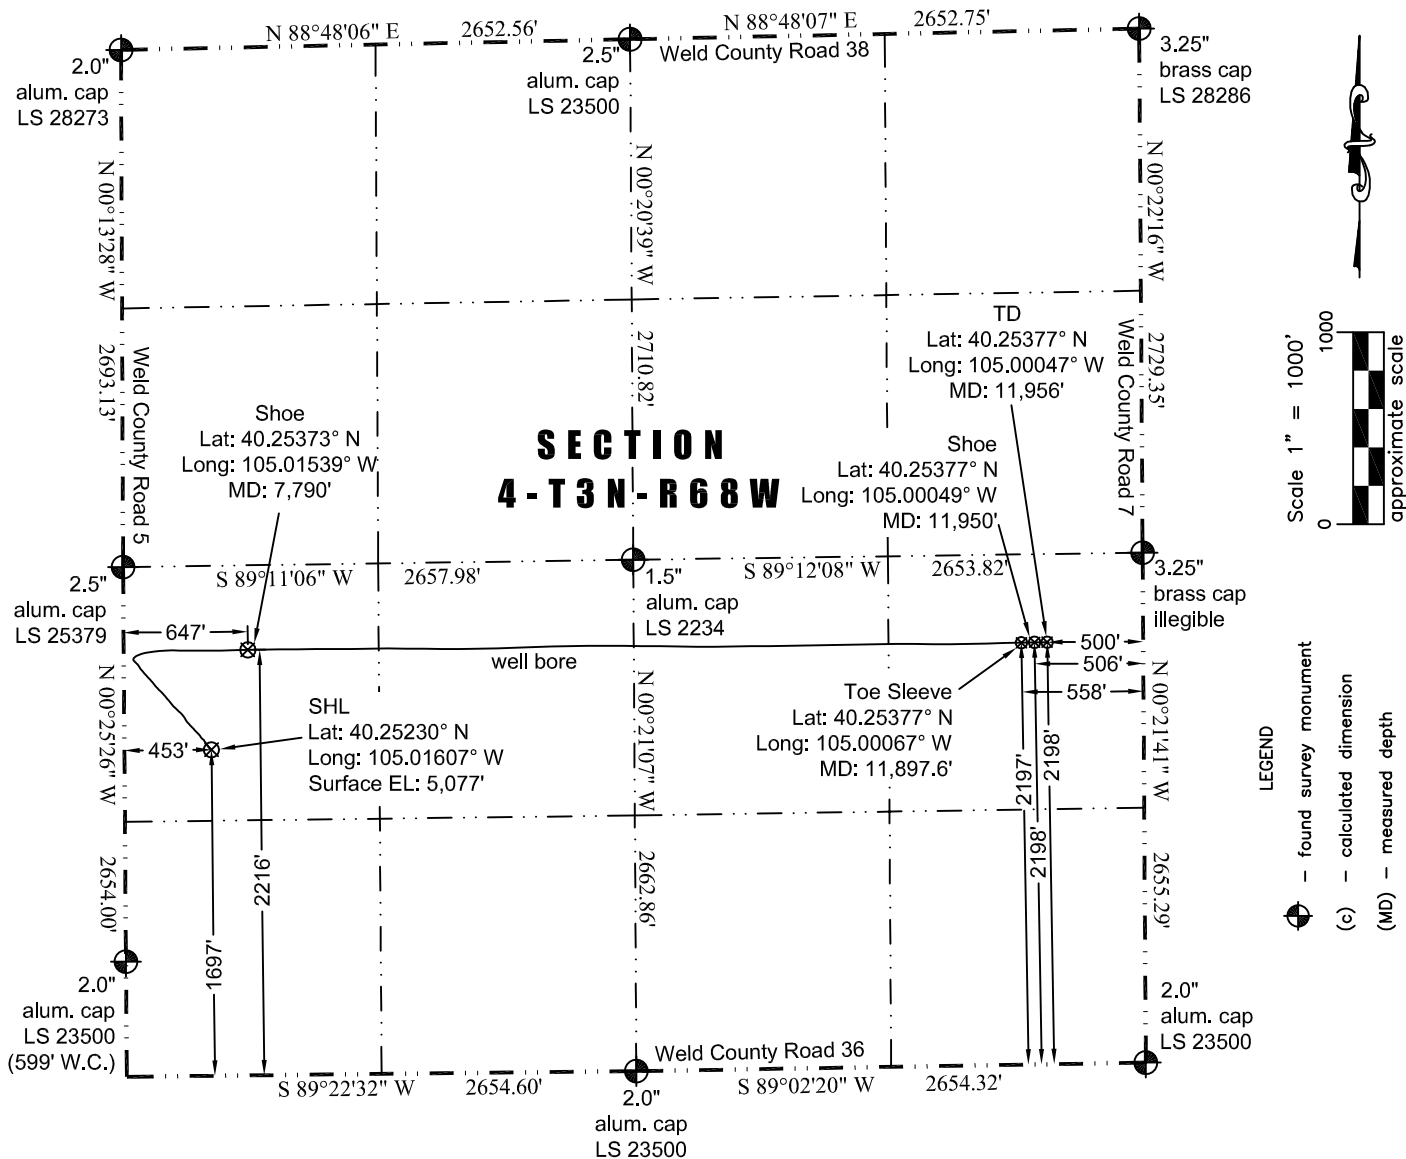 N 88°48'06" E
2652.56'
N 88°48'07" E
2652.75'
Weld County Road 38
2.0"
alum. cap
LS 28273
2.5"
alum. cap
LS 23500
3.25"
brass cap
LS 28286
N 00°13'28" W
2693.13'
Weld County Road 5
N 00°20'39" W
2710.82'
N 00°22'16" W
2729.35'
Weld County Road 7
TD
Lat: 40.25377° N
Long: 105.00047° W
MD: 11,956'
Shoe
Lat: 40.25373° N
Long: 105.01539° W
MD: 7,790'
SECTION
4-T3N-R68W
Shoe
Lat: 40.25377° N
Long: 105.00049° W
MD: 11,950'
Scale 1" = 1000'
0
1000
approximate scale
S 89°11'06" W
2657.98'
S 89°12'08" W
2653.82'
2.5"
alum. cap
LS 25379
1.5"
alum. cap
LS 2234
3.25"
brass cap
illegible
647'
well bore
500'
506'
558'
SHL
Lat: 40.25230° N
Long: 105.01607° W
Surface EL: 5,077'
453'
Toe Sleeve
Lat: 40.25377° N
Long: 105.00067° W
MD: 11,897.6'
N 00°25'26" W
2654.00'
N 00°21'07" W
2662.86'
N 00°21'41" W
2655.29'
1697'
2216'
2197'
2198'
2198'
LEGEND
- found survey monument
(c) - calculated dimension
(MD) - measured depth
2.0"
alum. cap
LS 23500
(599' W.C.)
2.0"
alum. cap
LS 23500
Weld County Road 36
S 89°22'32" W
2654.60'
S 89°02'20" W
2654.32'
2.0"
alum. cap
LS 23500